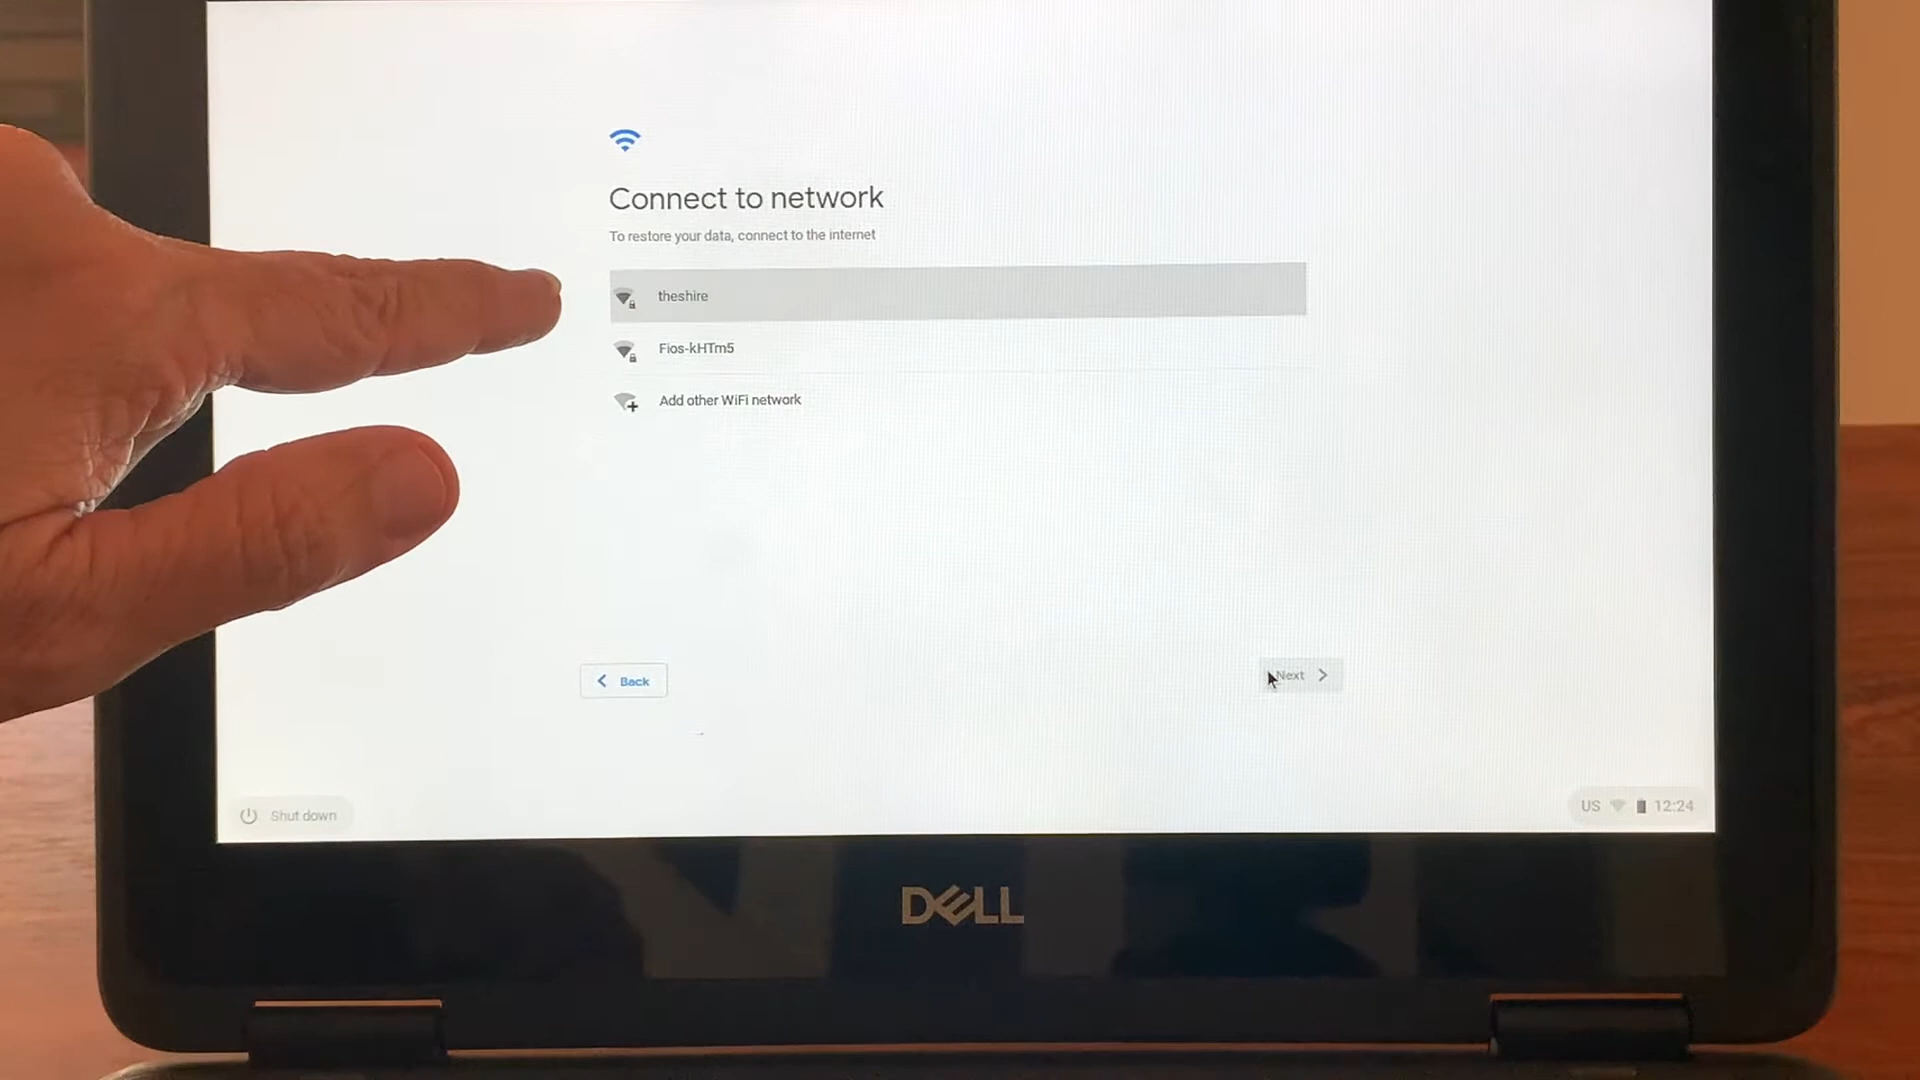 Connect to network
To restore your data, connect to the internet
theshire
Fios-kHTm5
Add other WiFi network
Back
Next
Shut down
US 12:24
DELL